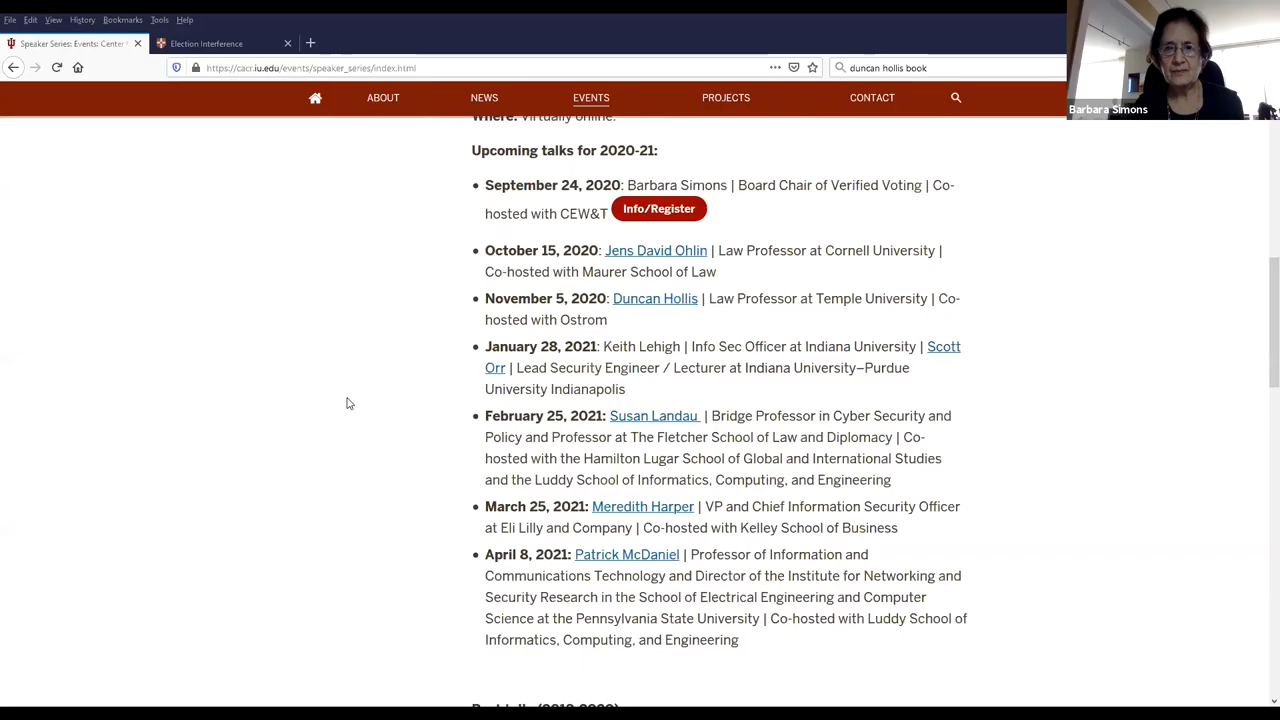 File Edit View History Bookmarks Tools Help
Speaker Series: Events: Center
Election Interference
https://cacr.iu.edu/events/speaker_series/index.html
duncan hollis book
ABOUT NEWS EVENTS PROJECTS CONTACT
Barbara Simons
Where: Virtually online.
Upcoming talks for 2020-21:
September 24, 2020: Barbara Simons | Board Chair of Verified Voting | Co-
hosted with CEW&T Info/Register
October 15, 2020: Jens David Ohlin | Law Professor at Cornell University |
Co-hosted with Maurer School of Law
November 5, 2020: Duncan Hollis | Law Professor at Temple University | Co-
hosted with Ostrom
January 28, 2021: Keith Lehigh | Info Sec Officer at Indiana University | Scott
Orr | Lead Security Engineer / Lecturer at Indiana University–Purdue
University Indianapolis
February 25, 2021: Susan Landau | Bridge Professor in Cyber Security and
Policy and Professor at The Fletcher School of Law and Diplomacy | Co-
hosted with the Hamilton Lugar School of Global and International Studies
and the Luddy School of Informatics, Computing, and Engineering
March 25, 2021: Meredith Harper | VP and Chief Information Security Officer
at Eli Lilly and Company | Co-hosted with Kelley School of Business
April 8, 2021: Patrick McDaniel | Professor of Information and
Communications Technology and Director of the Institute for Networking and
Security Research in the School of Electrical Engineering and Computer
Science at the Pennsylvania State University | Co-hosted with Luddy School of
Informatics, Computing, and Engineering